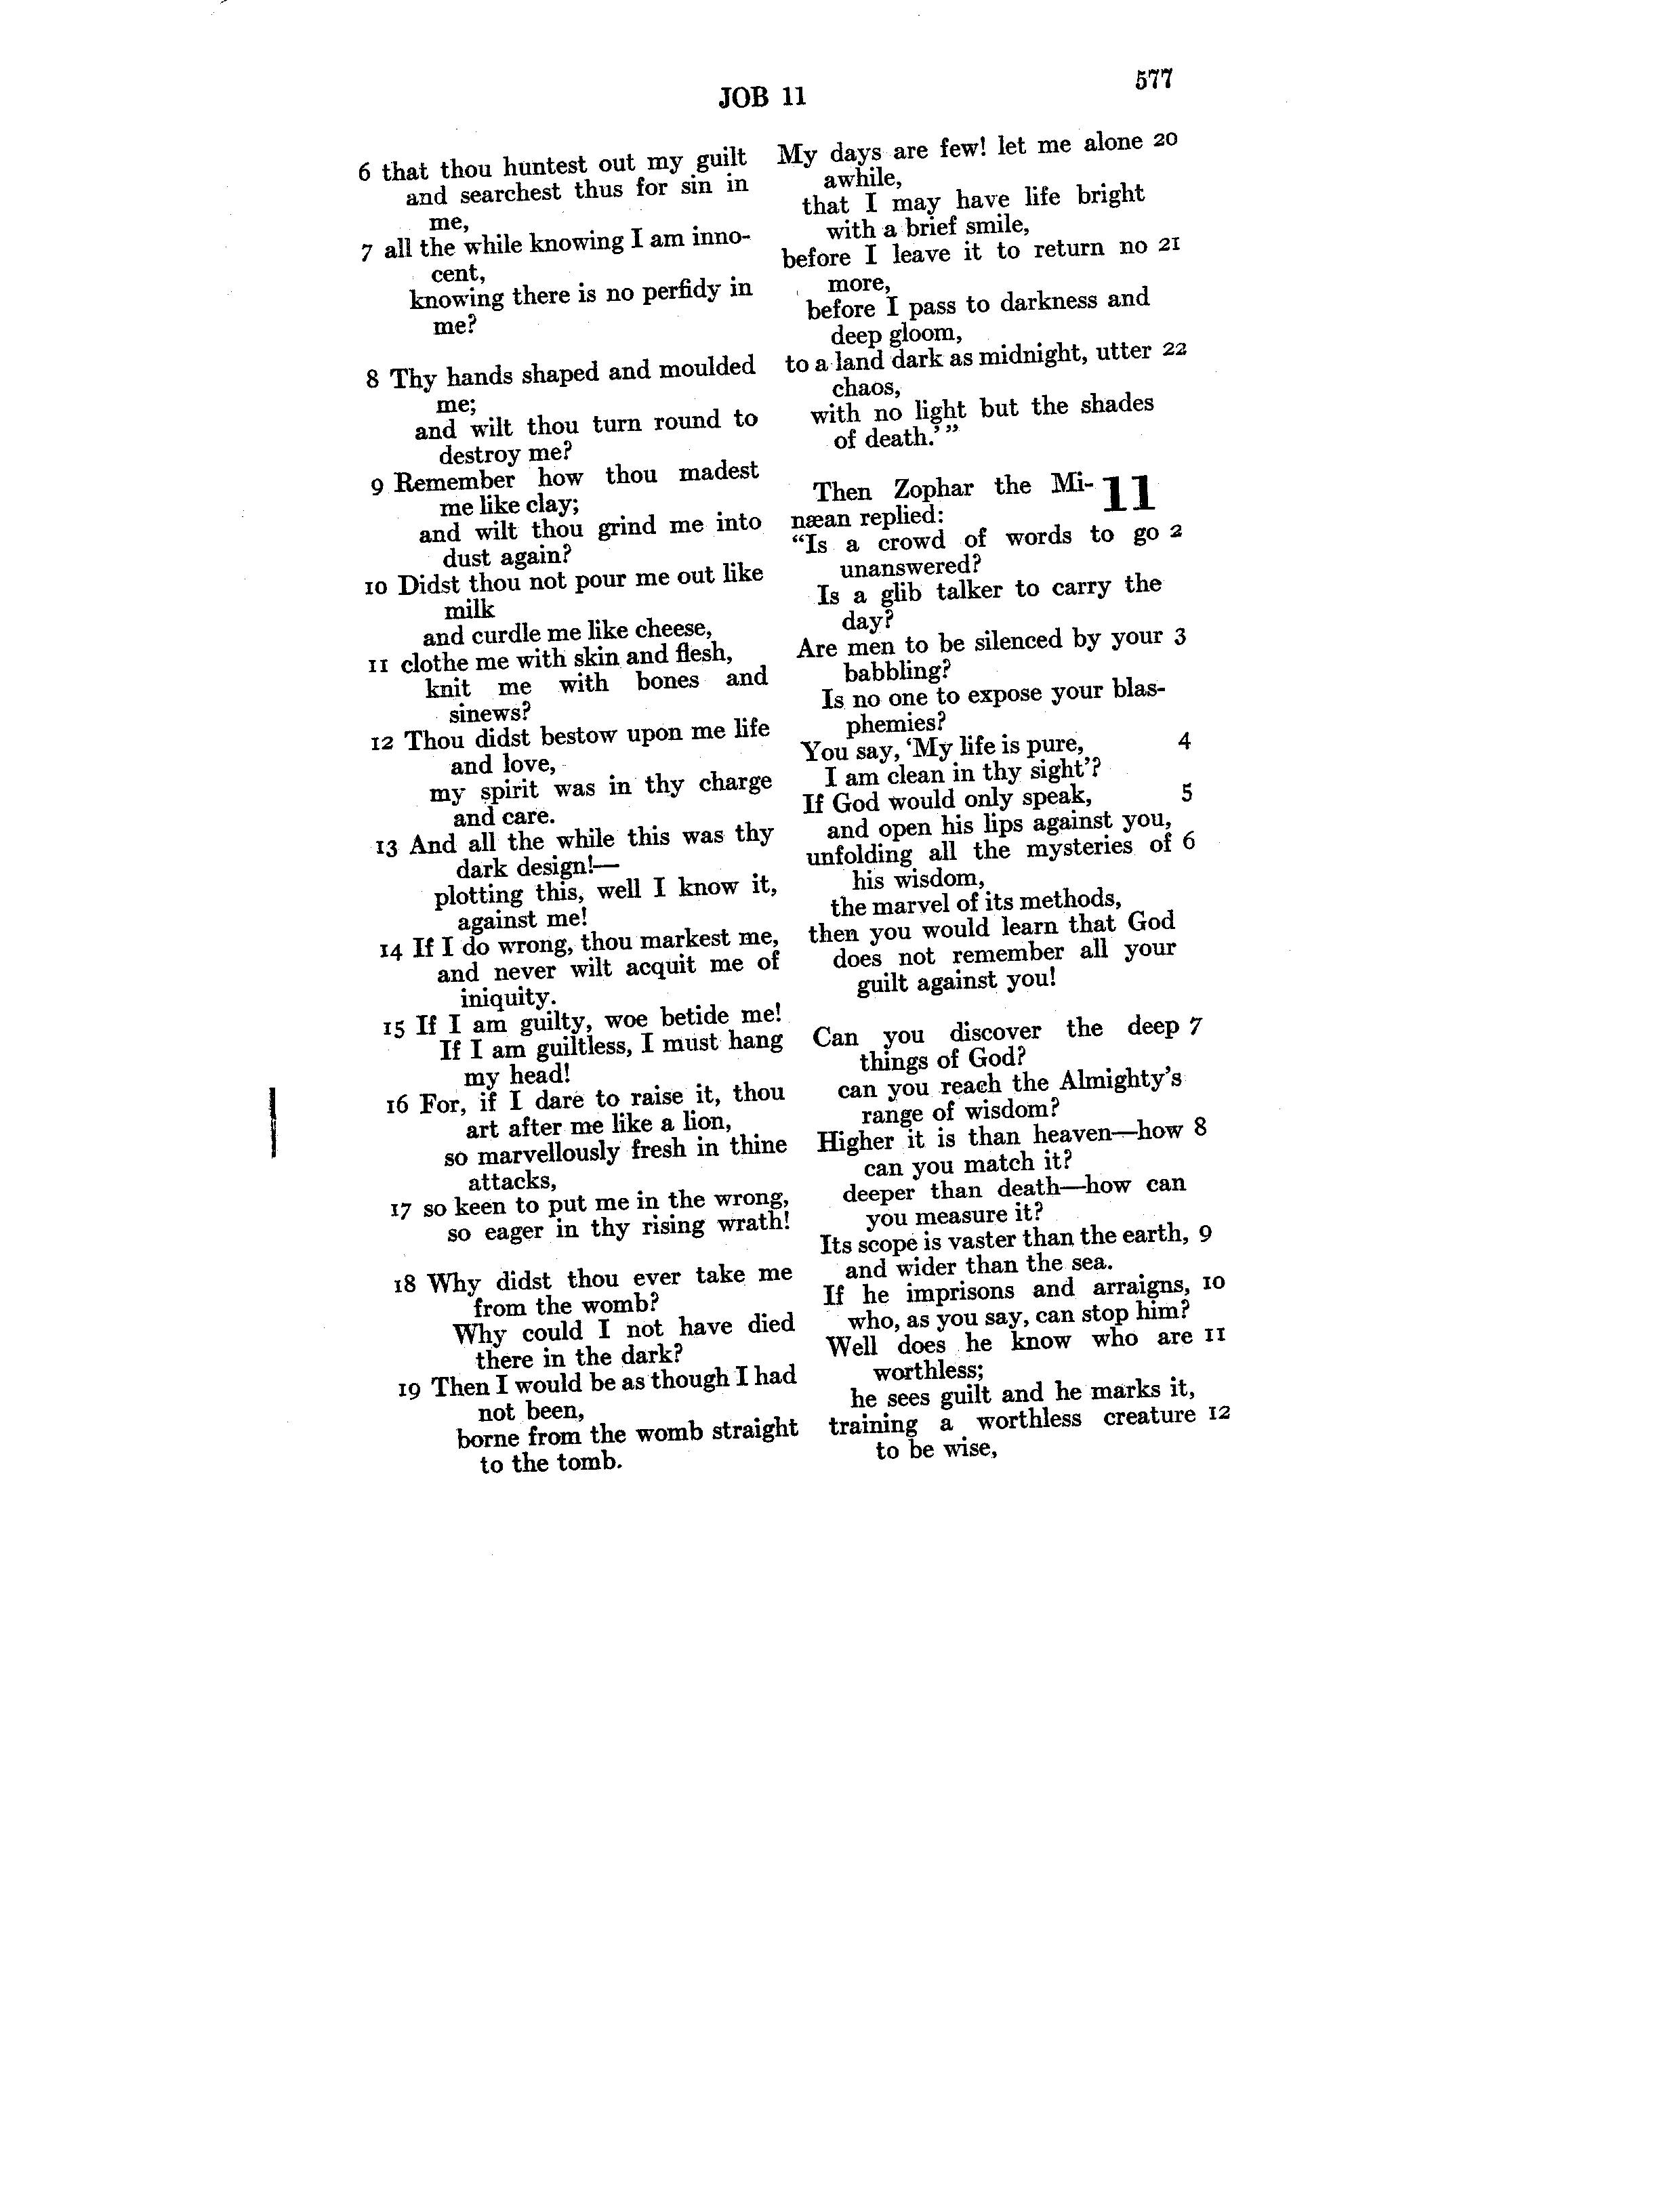 JOB 11
577
6 that thou huntest out my guilt
and searchest thus for sin in
me,
7 all the while knowing I am inno-
cent,
knowing there is no perfidy in
me?
8 Thy hands shaped and moulded
me;
and wilt thou turn round to
destroy me?
9 Remember how thou madest
me like clay;
and wilt thou grind me into
dust again?
10 Didst thou not pour me out like
milk
and curdle me like cheese,
11 clothe me with skin and flesh,
knit me with bones and
sinews?
12 Thou didst bestow upon me life
and love,
my spirit was in thy charge
and care.
13 And all the while this was thy
dark design!—
plotting this, well I know it,
against me!
14 If I do wrong, thou markest me,
and never wilt acquit me of
iniquity.
15 If I am guilty, woe betide me!
If I am guiltless, I must hang
my head!
16 For, if I dare to raise it, thou
art after me like a lion,
so marvellously fresh in thine
attacks,
17 so keen to put me in the wrong,
so eager in thy rising wrath!
18 Why didst thou ever take me
from the womb?
Why could I not have died
there in the dark?
19 Then I would be as though I had
not been,
borne from the womb straight
to the tomb.
My days are few! let me alone 20
awhile,
that I may have life bright
with a brief smile,
before I leave it to return no 21
more,
before I pass to darkness and
deep gloom,
to a land dark as midnight, utter 22
chaos,
with no light but the shades
of death.’”
Then Zophar the Mi- 11
næan replied:
“Is a crowd of words to go 2
unanswered?
Is a glib talker to carry the
day?
Are men to be silenced by your 3
babbling?
Is no one to expose your blas-
phemies?
You say, ‘My life is pure, 4
I am clean in thy sight’?
If God would only speak, 5
and open his lips against you,
unfolding all the mysteries of 6
his wisdom,
the marvel of its methods,
then you would learn that God
does not remember all your
guilt against you!
Can you discover the deep 7
things of God?
can you reach the Almighty’s
range of wisdom?
Higher it is than heaven—how 8
can you match it?
deeper than death—how can
you measure it?
Its scope is vaster than the earth, 9
and wider than the sea.
If he imprisons and arraigns, 10
who, as you say, can stop him?
Well does he know who are 11
worthless;
he sees guilt and he marks it,
training a worthless creature 12
to be wise,